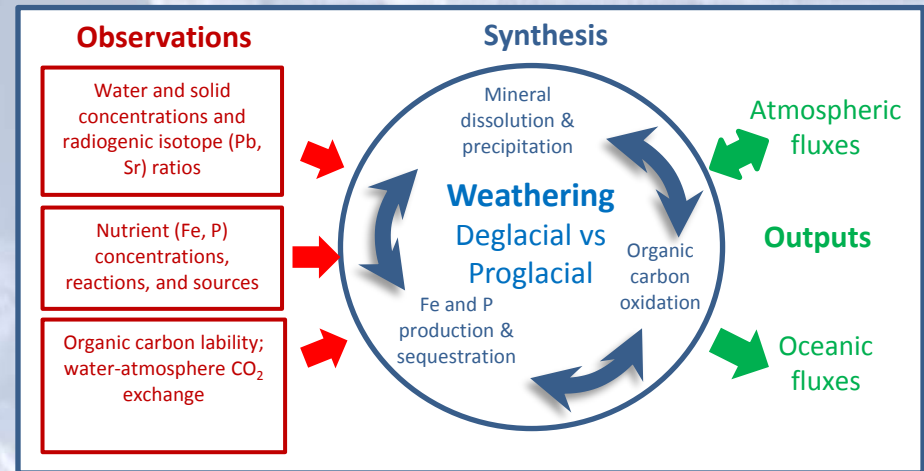 Observations
Water and solid
concentrations and
radiogenic isotope (Pb,
Sr) ratios
Nutrient (Fe, P)
concentrations,
reactions, and sources
Organic carbon lability;
water-atmosphere CO₂
exchange
Synthesis
Mineral
dissolution &
precipitation
Weathering
Deglacial vs
Proglacial
Organic
carbon
oxidation
Fe and P
production &
sequestration
Atmospheric
fluxes
Outputs
Oceanic
fluxes